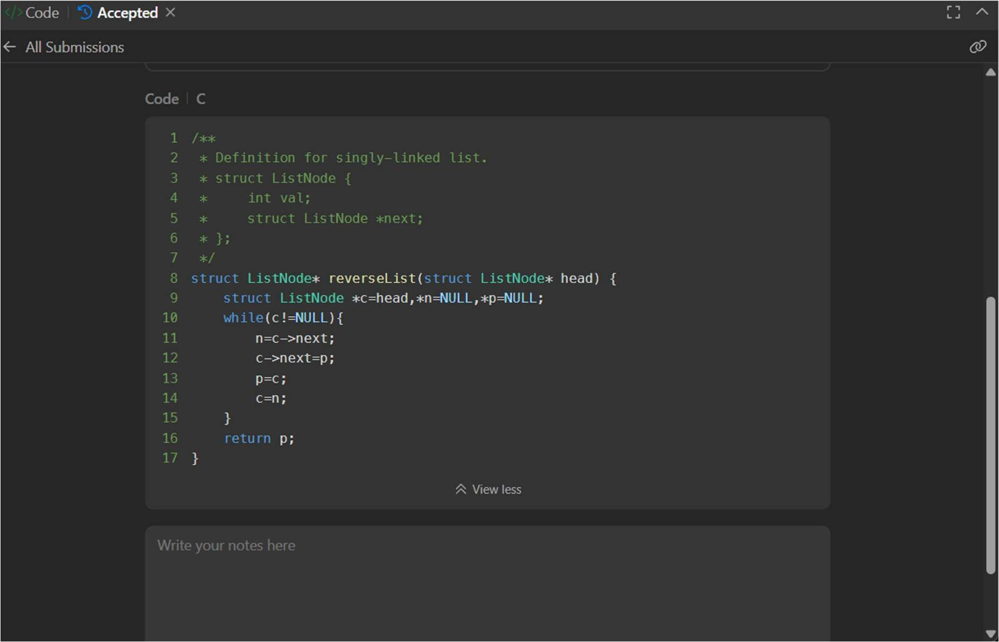 </> Code | Accepted ×
All Submissions
Code | C
1 /**
2  * Definition for singly-linked list.
3  * struct ListNode {
4  *     int val;
5  *     struct ListNode *next;
6  * };
7  */
8 struct ListNode* reverseList(struct ListNode* head) {
9     struct ListNode *c=head,*n=NULL,*p=NULL;
10     while(c!=NULL){
11         n=c->next;
12         c->next=p;
13         p=c;
14         c=n;
15     }
16     return p;
17 }
View less
Write your notes here